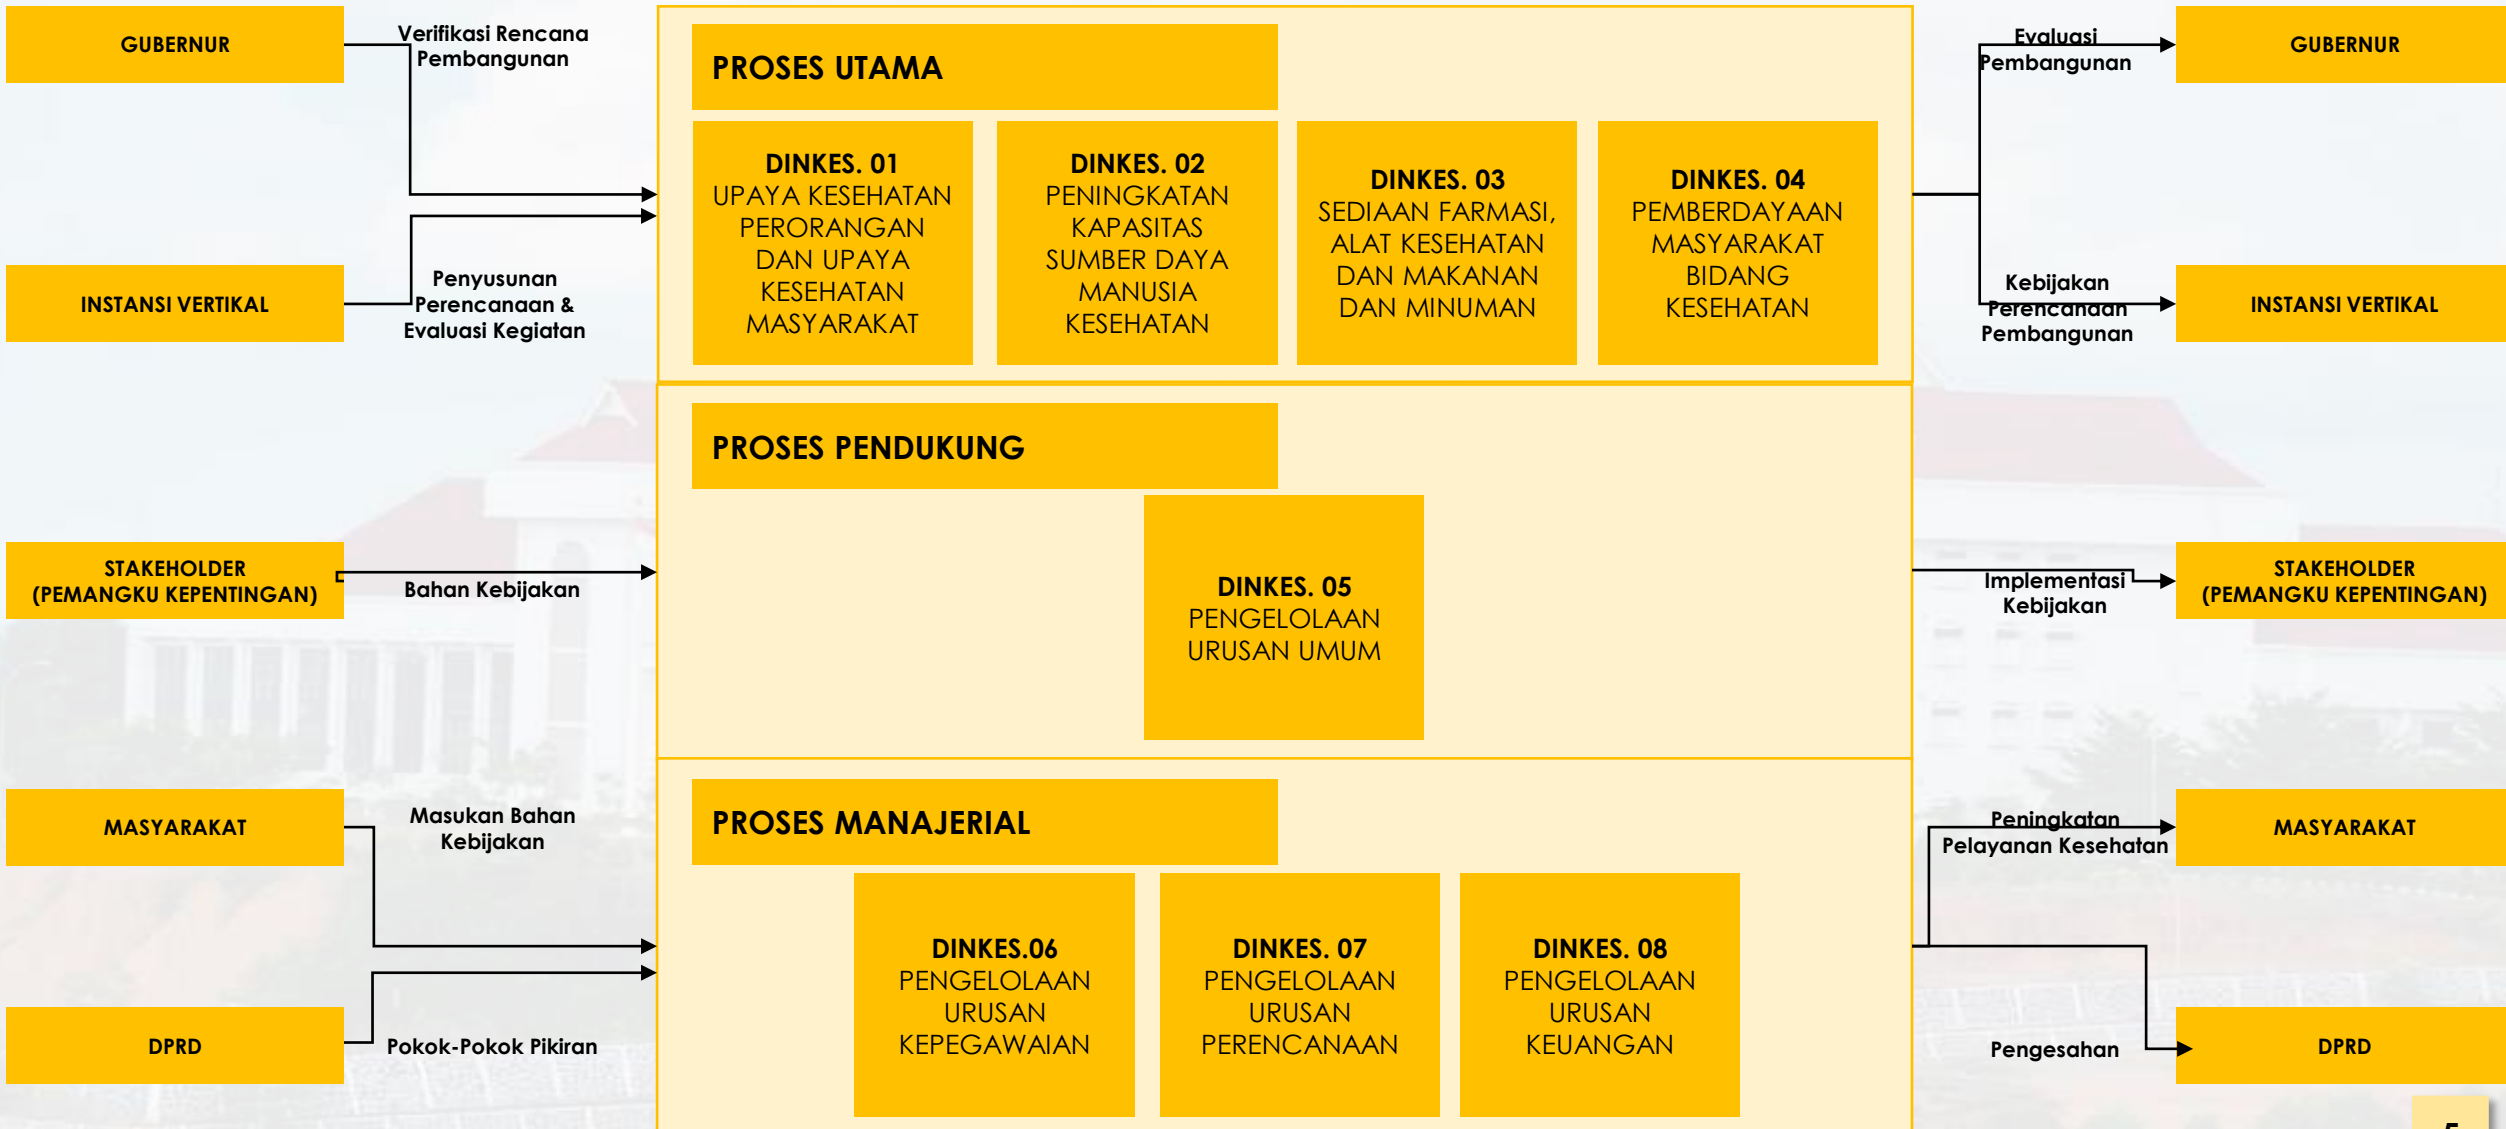 GUBERNUR
Verifikasi Rencana
Pembangunan
INSTANSI VERTIKAL
Penyusunan
Perencanaan &
Evaluasi Kegiatan
STAKEHOLDER
(PEMANGKU KEPENTINGAN)
Bahan Kebijakan
MASYARAKAT
Masukan Bahan
Kebijakan
DPRD
Pokok-Pokok Pikiran
PROSES UTAMA
DINKES. 01
UPAYA KESEHATAN
PERORANGAN
DAN UPAYA
KESEHATAN
MASYARAKAT
DINKES. 02
PENINGKATAN
KAPASITAS
SUMBER DAYA
MANUSIA
KESEHATAN
DINKES. 03
SEDIAAN FARMASI,
ALAT KESEHATAN
DAN MAKANAN
DAN MINUMAN
DINKES. 04
PEMBERDAYAAN
MASYARAKAT
BIDANG
KESEHATAN
PROSES PENDUKUNG
DINKES. 05
PENGELOLAAN
URUSAN UMUM
PROSES MANAJERIAL
DINKES.06
PENGELOLAAN
URUSAN
KEPEGAWAIAN
DINKES. 07
PENGELOLAAN
URUSAN
PERENCANAAN
DINKES. 08
PENGELOLAAN
URUSAN
KEUANGAN
Evaluasi
Pembangunan
GUBERNUR
Kebijakan
Perencanaan
Pembangunan
INSTANSI VERTIKAL
Implementasi
Kebijakan
STAKEHOLDER
(PEMANGKU KEPENTINGAN)
Peningkatan
Pelayanan Kesehatan
MASYARAKAT
Pengesahan
DPRD